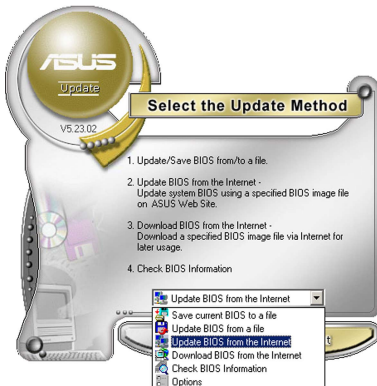 ASUS
Update
V5.23.02
Select the Update Method
1. Update/Save BIOS from/to a file.
2. Update BIOS from the Internet -
Update system BIOS using a specified BIOS image file
on ASUS Web Site.
3. Download BIOS from the Internet -
Download a specified BIOS image file via Internet for
later usage.
4. Check BIOS Information
Update BIOS from the Internet
Save current BIOS to a file
Update BIOS from a file
Update BIOS from the Internet
Download BIOS from the Internet
Check BIOS Information
Options